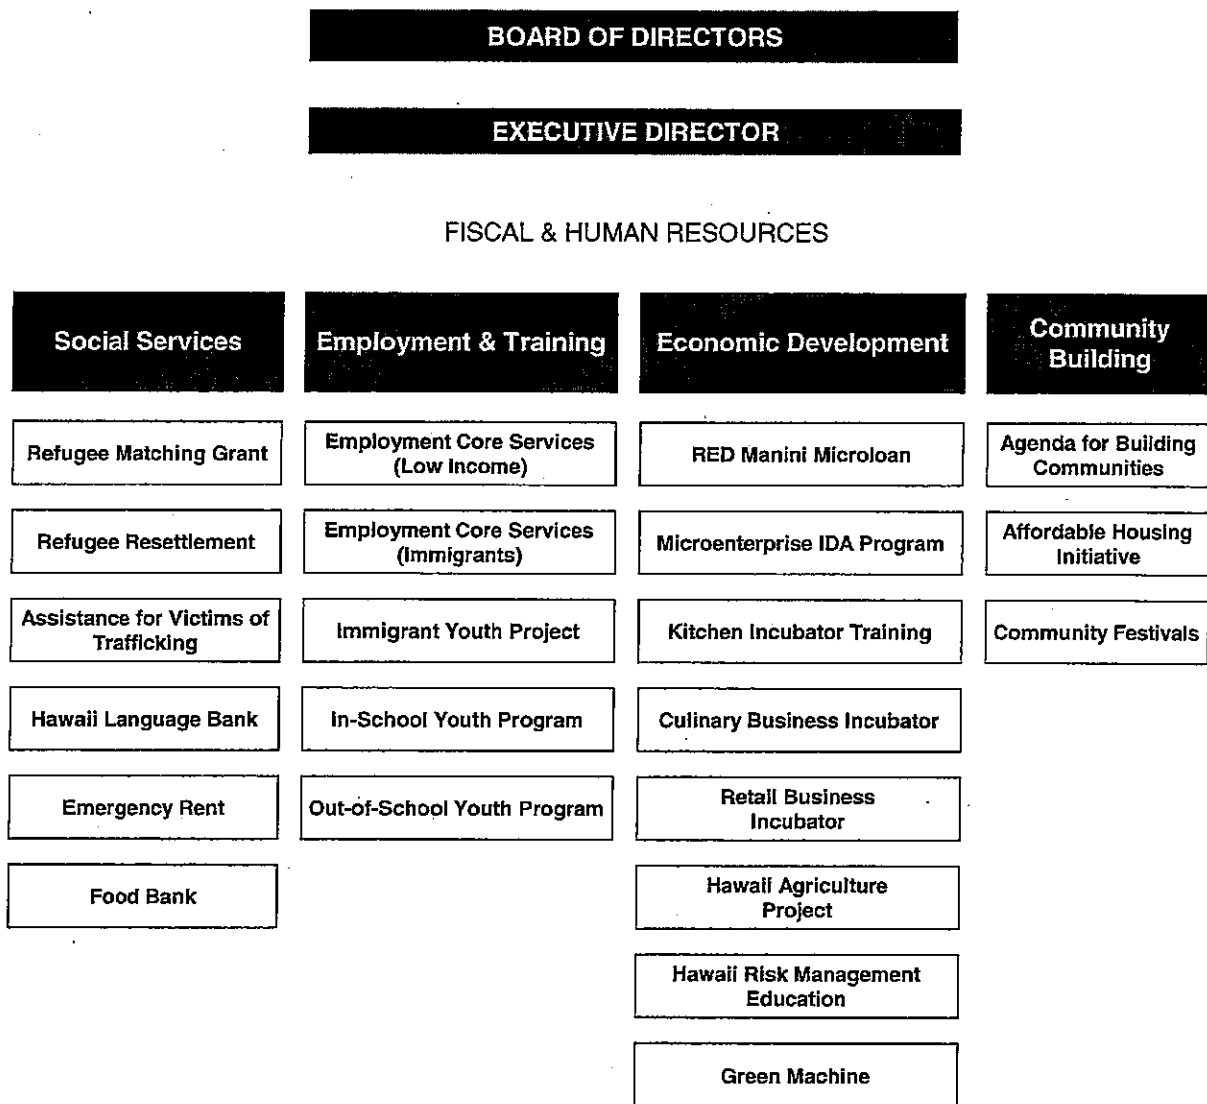 BOARD OF DIRECTORS
EXECUTIVE DIRECTOR
FISCAL & HUMAN RESOURCES
Social Services
Refugee Matching Grant
Refugee Resettlement
Assistance for Victims of
Trafficking
Hawaii Language Bank
Emergency Rent
Food Bank
Employment & Training
Employment Core Services
(Low Income)
Employment Core Services
(Immigrants)
Immigrant Youth Project
In-School Youth Program
Out-of-School Youth Program
Economic Development
RED Manini Microloan
Microenterprise IDA Program
Kitchen Incubator Training
Culinary Business Incubator
Retail Business
Incubator
Hawaii Agriculture
Project
Hawaii Risk Management
Education
Green Machine
Community
Building
Agenda for Building
Communities
Affordable Housing
Initiative
Community Festivals